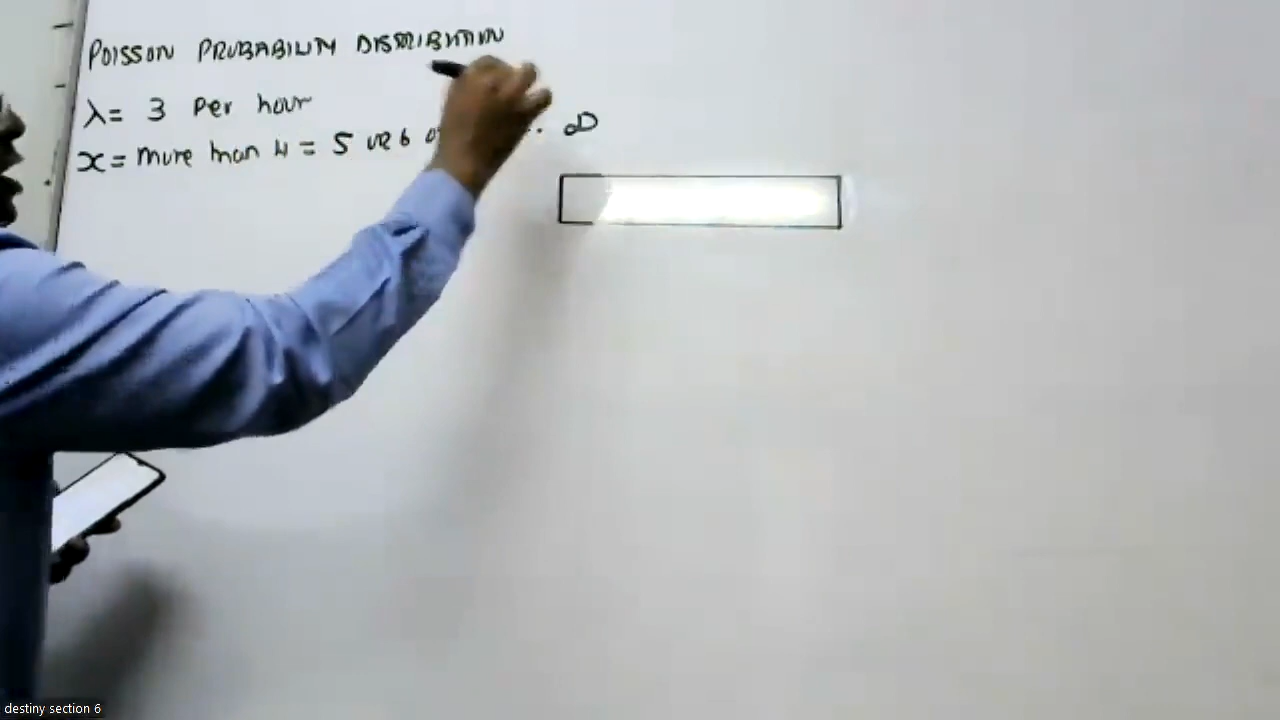 POISSON PROBABILITY DISTRIBUTION
λ = 3 Per hour
x = more than 4 = 5 or 6 o .. ∞
destiny section 6